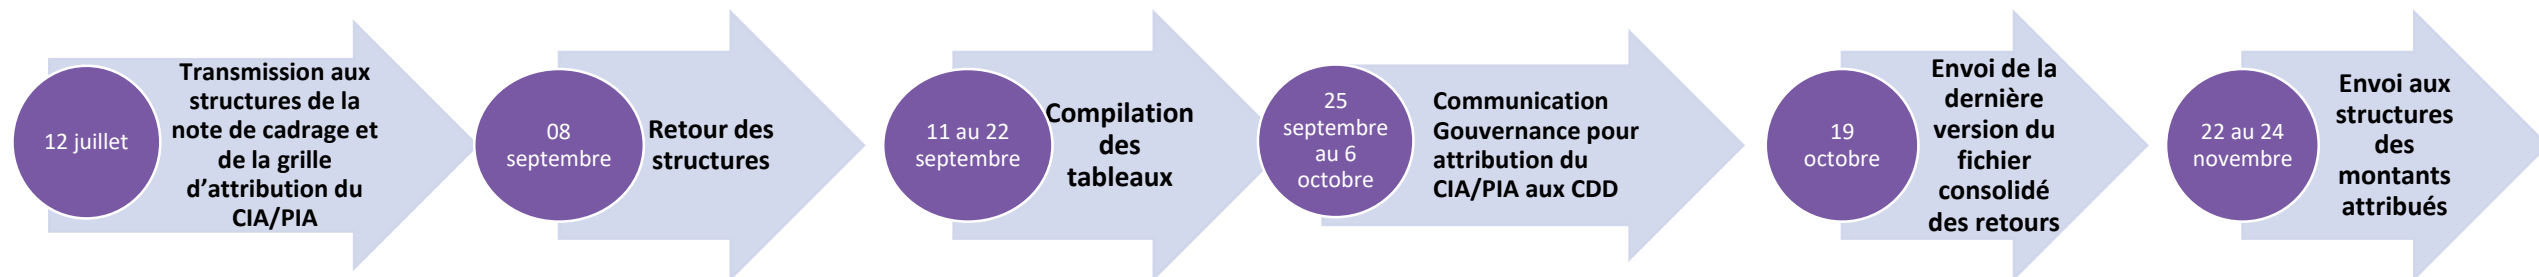 12 juillet
Transmission aux
structures de la
note de cadrage et
de la grille
d’attribution du
CIA/PIA
08
septembre
Retour des
structures
11 au 22
septembre
Compilation
des
tableaux
25
septembre
au 6
octobre
Communication
Gouvernance pour
attribution du
CIA/PIA aux CDD
19
octobre
Envoi de la
dernière
version du
fichier
consolidé
des retours
22 au 24
novembre
Envoi aux
structures
des
montants
attribués